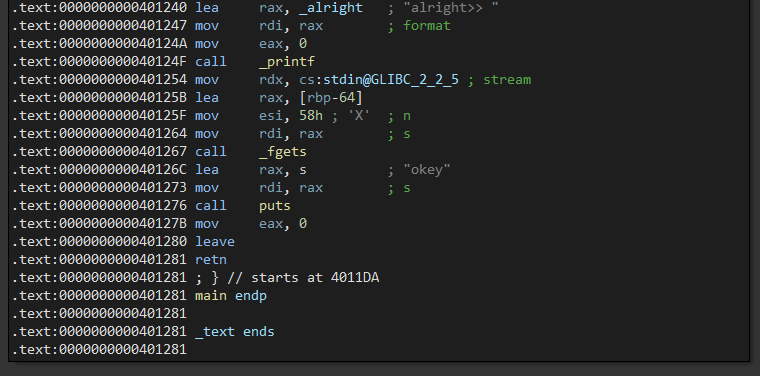 .text:0000000000401240 lea rax, _alright ; "alright>> "
.text:0000000000401247 mov rdi, rax ; format
.text:000000000040124A mov eax, 0
.text:000000000040124F call _printf
.text:0000000000401254 mov rdx, cs:stdin@GLIBC_2_2_5 ; stream
.text:000000000040125B lea rax, [rbp-64]
.text:000000000040125F mov esi, 58h ; 'X' ; n
.text:0000000000401264 mov rdi, rax ; s
.text:0000000000401267 call _fgets
.text:000000000040126C lea rax, s ; "okey"
.text:0000000000401273 mov rdi, rax ; s
.text:0000000000401276 call puts
.text:000000000040127B mov eax, 0
.text:0000000000401280 leave
.text:0000000000401281 retn
.text:0000000000401281 ; } // starts at 4011DA
.text:0000000000401281 main endp
.text:0000000000401281
.text:0000000000401281 _text ends
.text:0000000000401281